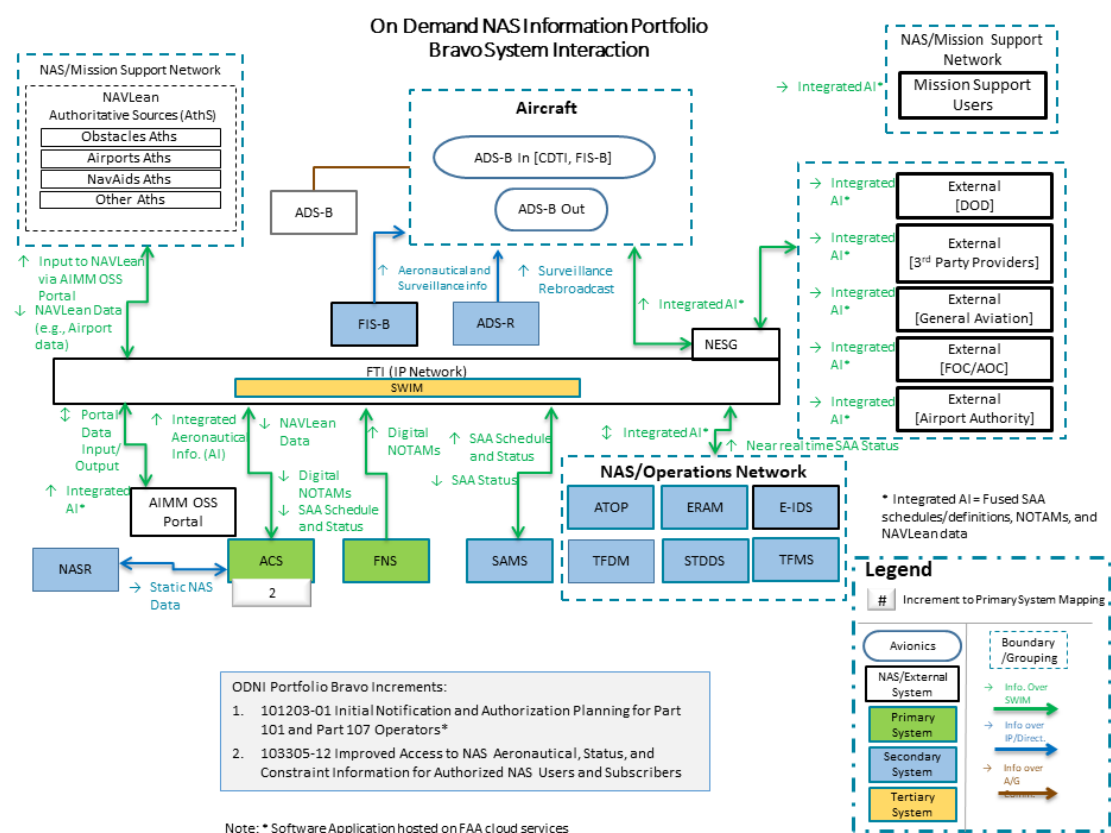 On Demand NAS Information Portfolio
Bravo System Interaction
NAS/Mission Support Network
NAVLean
Authoritative Sources (AthS)
Obstacles Aths
Airports Aths
NavAids Aths
Other Aths
↑ Input to NAVLean
via AIMM OSS
Portal
↓ NAVLean Data
(e.g., Airport
data)
Aircraft
ADS-B In [CDTI, FIS-B]
ADS-B Out
ADS-B
↑ Aeronautical and
Surveillance info
↑ Surveillance
Rebroadcast
FIS-B
ADS-R
↑ Integrated AI*
NESG
NAS/Mission Support
Network
→ Integrated AI*
Mission Support
Users
→ Integrated
AI*
External
[DOD]
→ Integrated
AI*
External
[3rd Party Providers]
→ Integrated
AI*
External
[General Aviation]
→ Integrated
AI*
External
[FOC/AOC]
→ Integrated
AI*
External
[Airport Authority]
FTI (IP Network)
SWIM
↕ Portal
Data
Input/
Output
↑ Integrated
AI*
↑ Integrated
Aeronautical
Info. (AI)
↓ NAVLean
Data
↓ Digital
NOTAMs
↓ SAA Schedule
and Status
↑ Digital
NOTAMs
↑ SAA Schedule
and Status
↓ SAA Status
↕ Integrated AI*
↑ Near real time SAA Status
AIMM OSS
Portal
NASR
→ Static NAS
Data
ACS
2
FNS
SAMS
NAS/Operations Network
ATOP
ERAM
E-IDS
TFDM
STDDS
TFMS
* Integrated AI = Fused SAA
schedules/definitions, NOTAMs, and
NAVLean data
Legend
# Increment to Primary System Mapping
Avionics
NAS/External
System
Primary
System
Secondary
System
Tertiary
System
Boundary
/Grouping
→ Info. Over
SWIM
→ Info over
IP/Direct.
→ Info over
A/G
ODNI Portfolio Bravo Increments:
1. 101203-01 Initial Notification and Authorization Planning for Part
101 and Part 107 Operators*
2. 103305-12 Improved Access to NAS Aeronautical, Status, and
Constraint Information for Authorized NAS Users and Subscribers
Note: * Software Application hosted on FAA cloud services